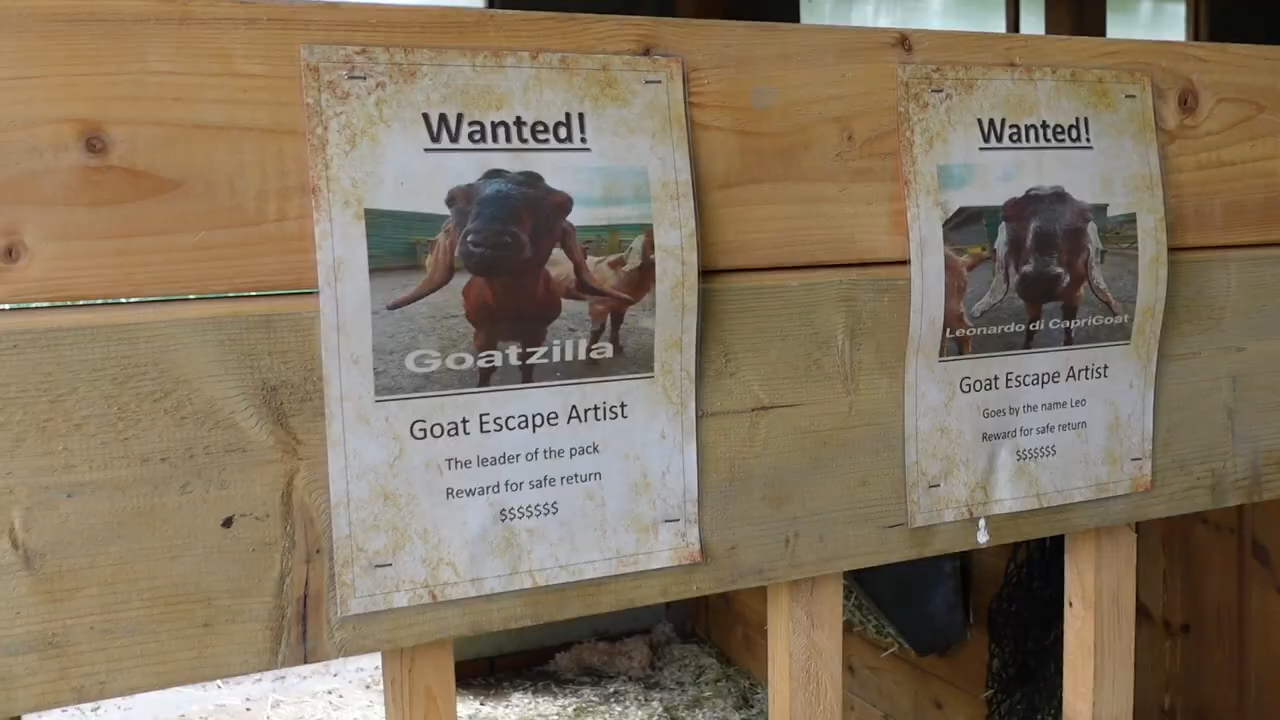 Wanted!
Goatzilla
Goat Escape Artist
The leader of the pack
Reward for safe return
$$$$$$$
Wanted!
Leonardo di CapriGoat
Goat Escape Artist
Goes by the name Leo
Reward for safe return
$$$$$$$